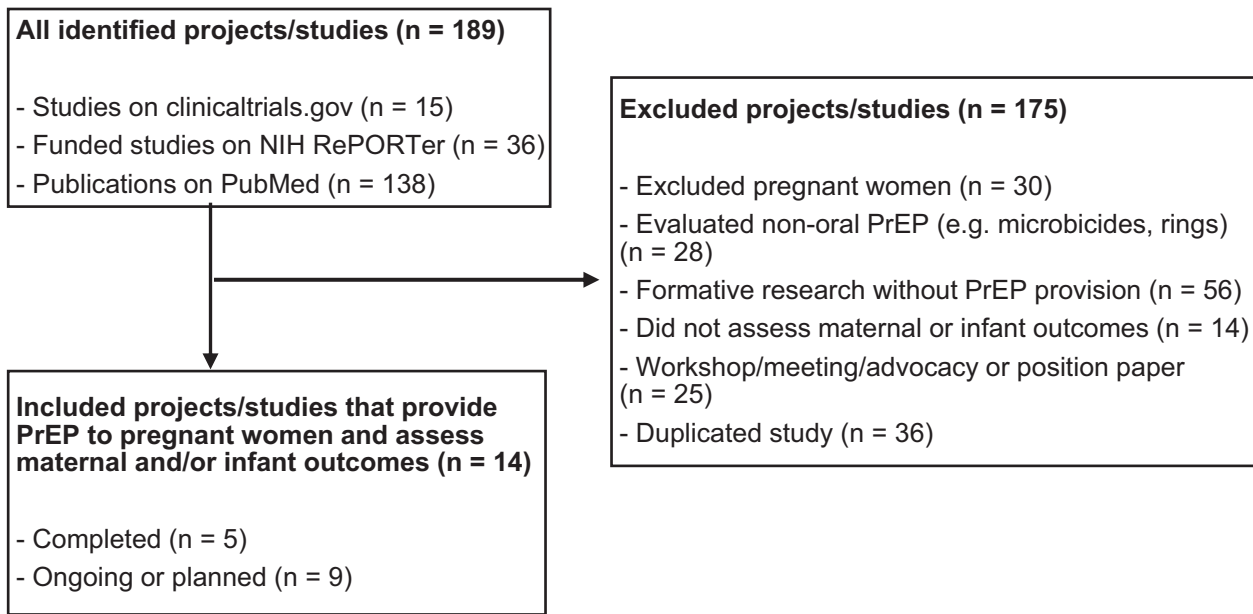 All identified projects/studies (n = 189)
- Studies on clinicaltrials.gov (n = 15)
- Funded studies on NIH RePORTer (n = 36)
- Publications on PubMed (n = 138)
Excluded projects/studies (n = 175)
- Excluded pregnant women (n = 30)
- Evaluated non-oral PrEP (e.g. microbicides, rings)
(n = 28)
- Formative research without PrEP provision (n = 56)
- Did not assess maternal or infant outcomes (n = 14)
- Workshop/meeting/advocacy or position paper
(n = 25)
- Duplicated study (n = 36)
Included projects/studies that provide
PrEP to pregnant women and assess
maternal and/or infant outcomes (n = 14)
- Completed (n = 5)
- Ongoing or planned (n = 9)